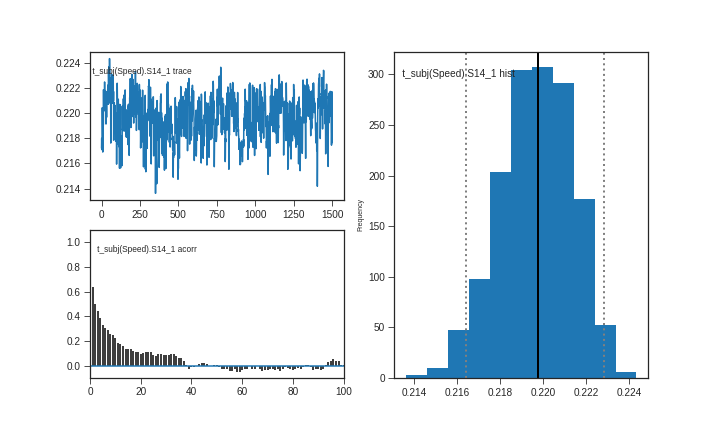 t_subj(Speed).S14_1 trace
0.224
0.222
0.220
0.218
0.216
0.214
0 250 500 750 1000 1250 1500
t_subj(Speed).S14_1 acorr
1.0
0.8
0.6
0.4
0.2
0.0
0 20 40 60 80 100
t_subj(Speed).S14_1 hist
Frequency
300
250
200
150
100
50
0
0.214 0.216 0.218 0.220 0.222 0.224